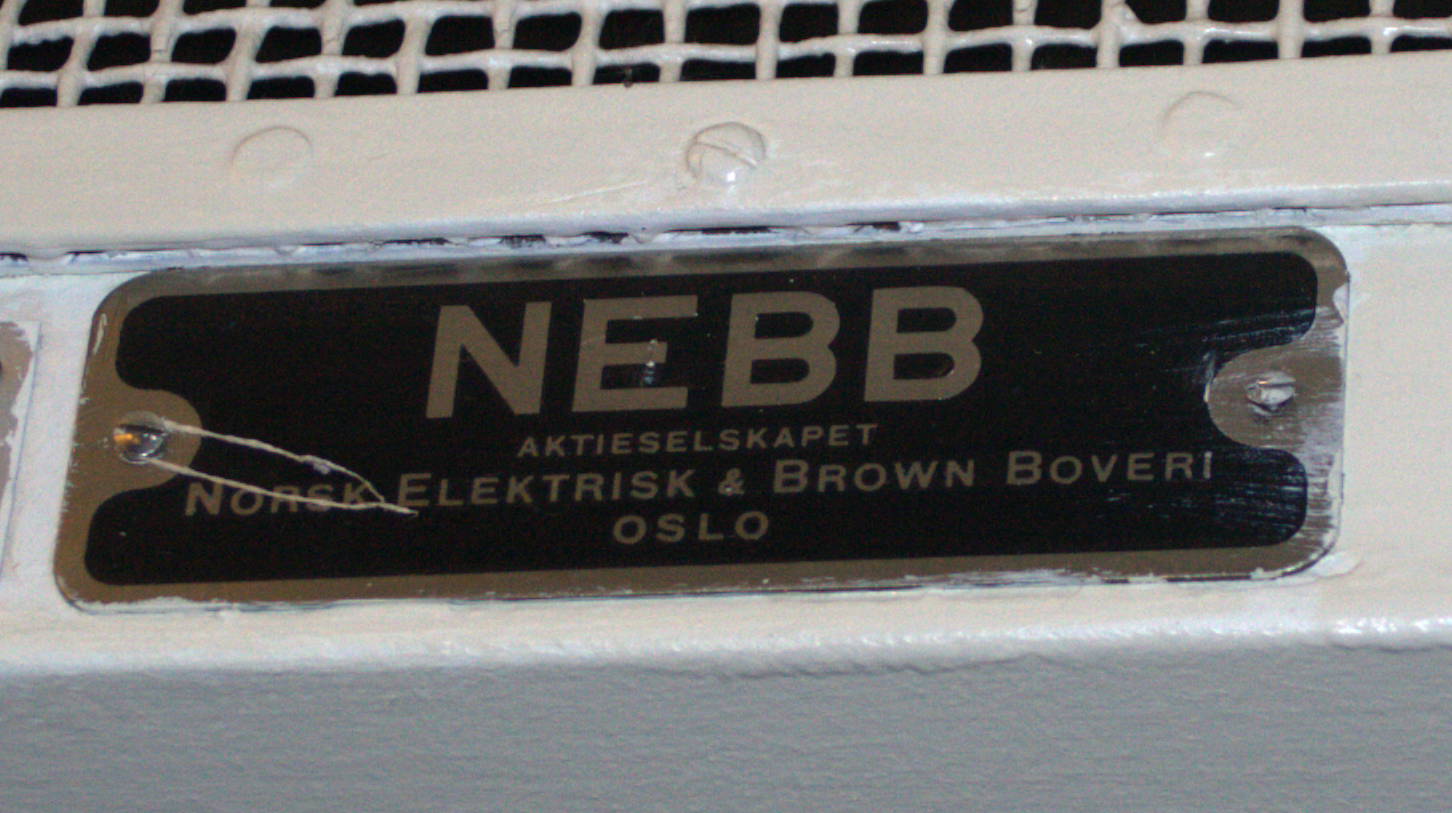 NEBB
AKTIESELSKAPET
NORSK ELEKTRISK & BROWN BOVERI
OSLO